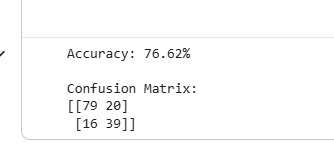 Accuracy: 76.62%
Confusion Matrix:
[[79 20]
 [16 39]]